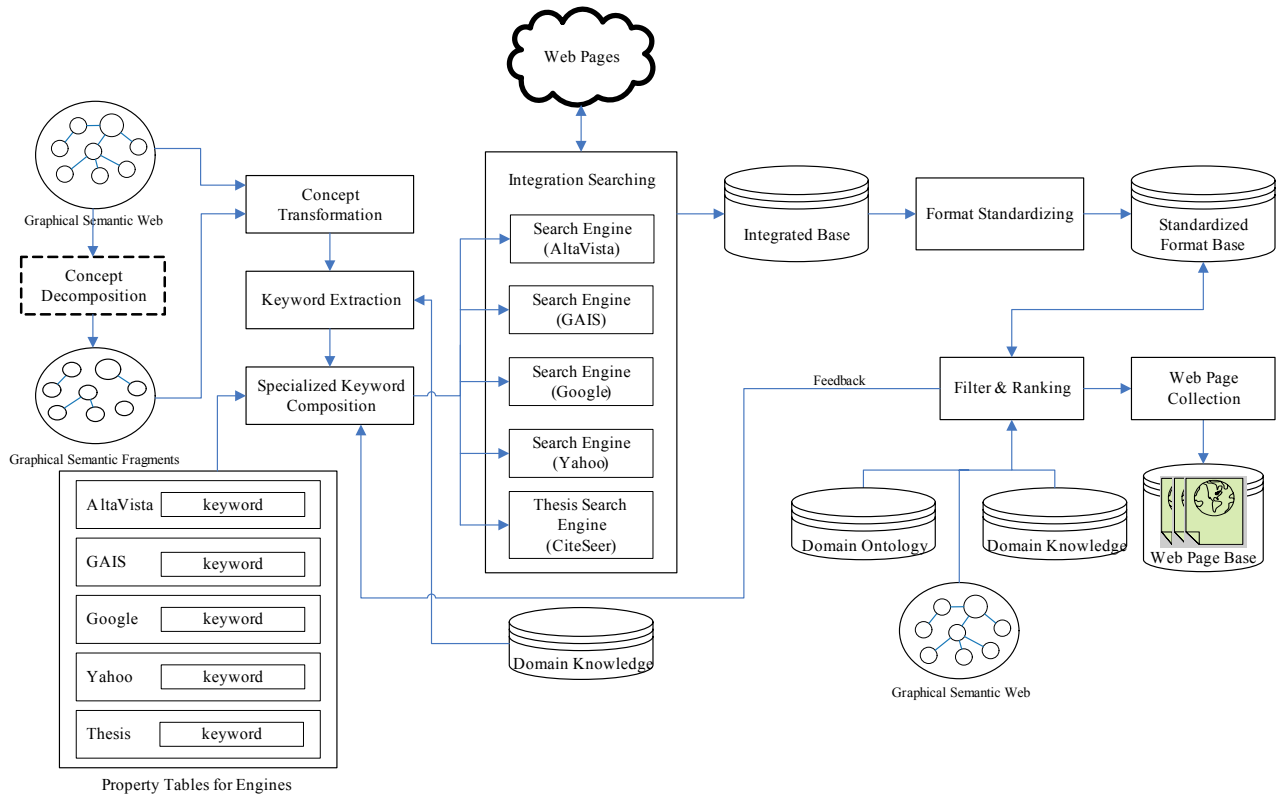 Web Pages
Graphical Semantic Web
Concept
Decomposition
Graphical Semantic Fragments
Concept
Transformation
Keyword Extraction
Specialized Keyword
Composition
Integration Searching
Search Engine
(AltaVista)
Search Engine
(GAIS)
Search Engine
(Google)
Search Engine
(Yahoo)
Thesis Search
Engine
(CiteSeer)
Integrated Base
Format Standardizing
Standardized
Format Base
Feedback
Filter & Ranking
Web Page
Collection
Domain Ontology
Domain Knowledge
Web Page Base
Graphical Semantic Web
Domain Knowledge
AltaVista
keyword
GAIS
keyword
Google
keyword
Yahoo
keyword
Thesis
keyword
Property Tables for Engines